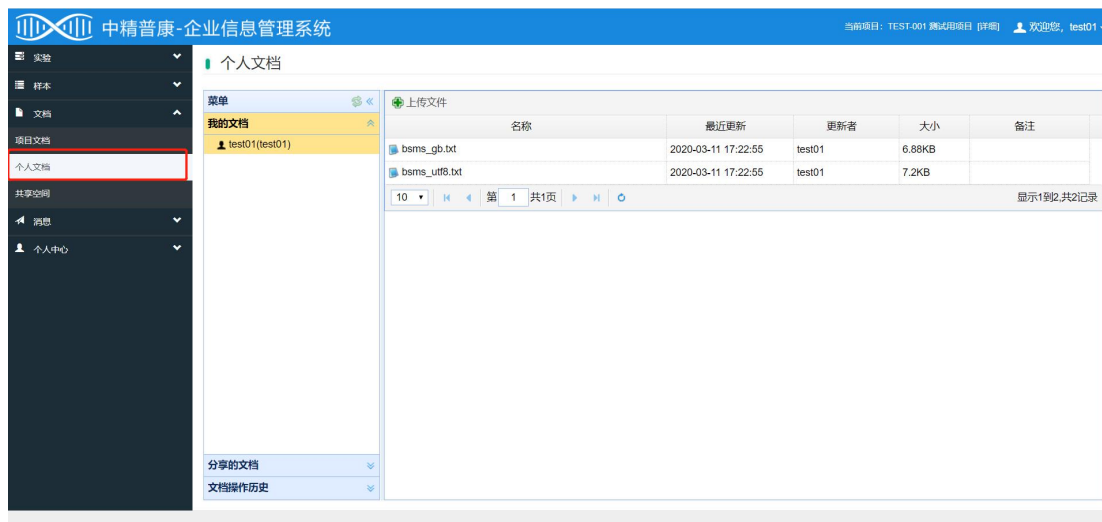 中精普康-企业信息管理系统
当前项目：TEST-001 测试用项目 [详细] 欢迎您，test01
实验
样本
文档
项目文档
个人文档
共享空间
消息
个人中心
个人文档
菜单
我的文档
test01(test01)
分享的文档
文档操作历史
上传文件
名称 最近更新 更新者 大小 备注
bsms_gb.txt 2020-03-11 17:22:55 test01 6.88KB
bsms_utf8.txt 2020-03-11 17:22:55 test01 7.2KB
10 第 1 共1页 显示1到2,共2记录